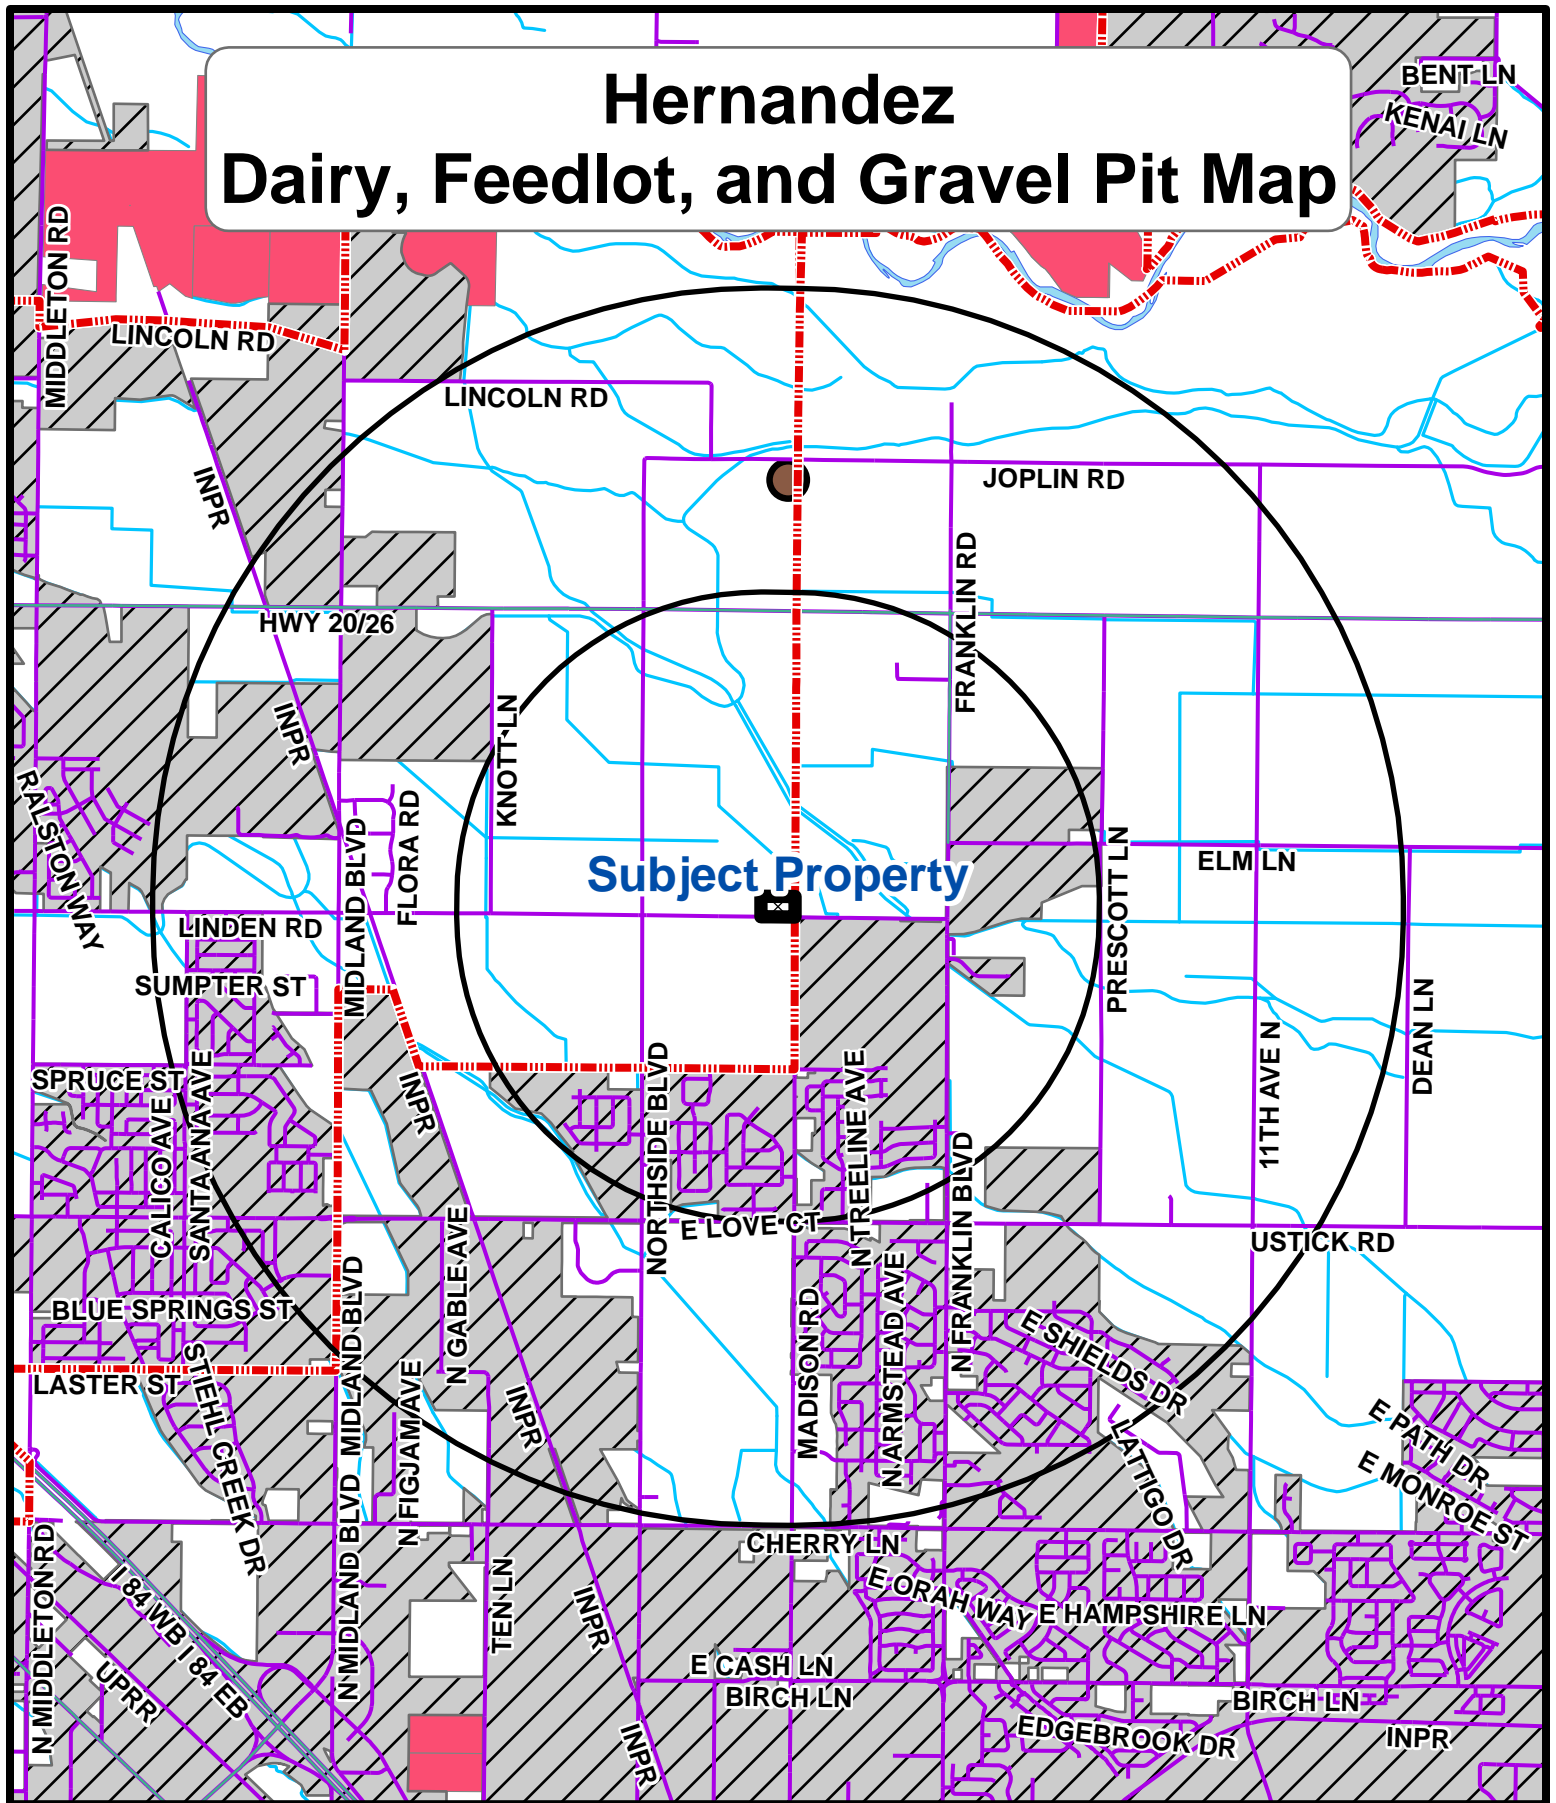 Hernandez
Dairy, Feedlot, and Gravel Pit Map
BENT LN
KENAI LN
MIDDLETON RD
LINCOLN RD
LINCOLN RD
INPR
JOPLIN RD
FRANKLIN RD
HWY 20/26
INPR
KNOTT LN
RALSTON WAY
MIDLAND BLVD
FLORA RD
Subject Property
PRESCOTT LN
ELM LN
LINDEN RD
SUMPTER ST
DEAN LN
11TH AVE N
SPRUCE ST
CALICO AVE
SANTA ANA AVE
INPR
NORTHSIDE BLVD
N TREELINE AVE
N FRANKLIN BLVD
E LOVE CT
USTICK RD
N GABLE AVE
BLUE SPRINGS ST
MIDLAND BLVD
MADISON RD
N ARMSTEAD AVE
E SHIELDS DR
LASTER ST
STEHL CREEK DR
N FIGJAM AVE
INPR
LATTIGO DR
E PATH DR
E MONROE ST
N MIDDLETON RD
N MIDLAND BLVD
CHERRY LN
I 84 WB
I 84 EB
TEN LN
INPR
E ORAH WAY
E HAMPSHIRE LN
UPRR
E CASH LN
BIRCH LN
BIRCH LN
EDGEBROOK DR
INPR
INPR